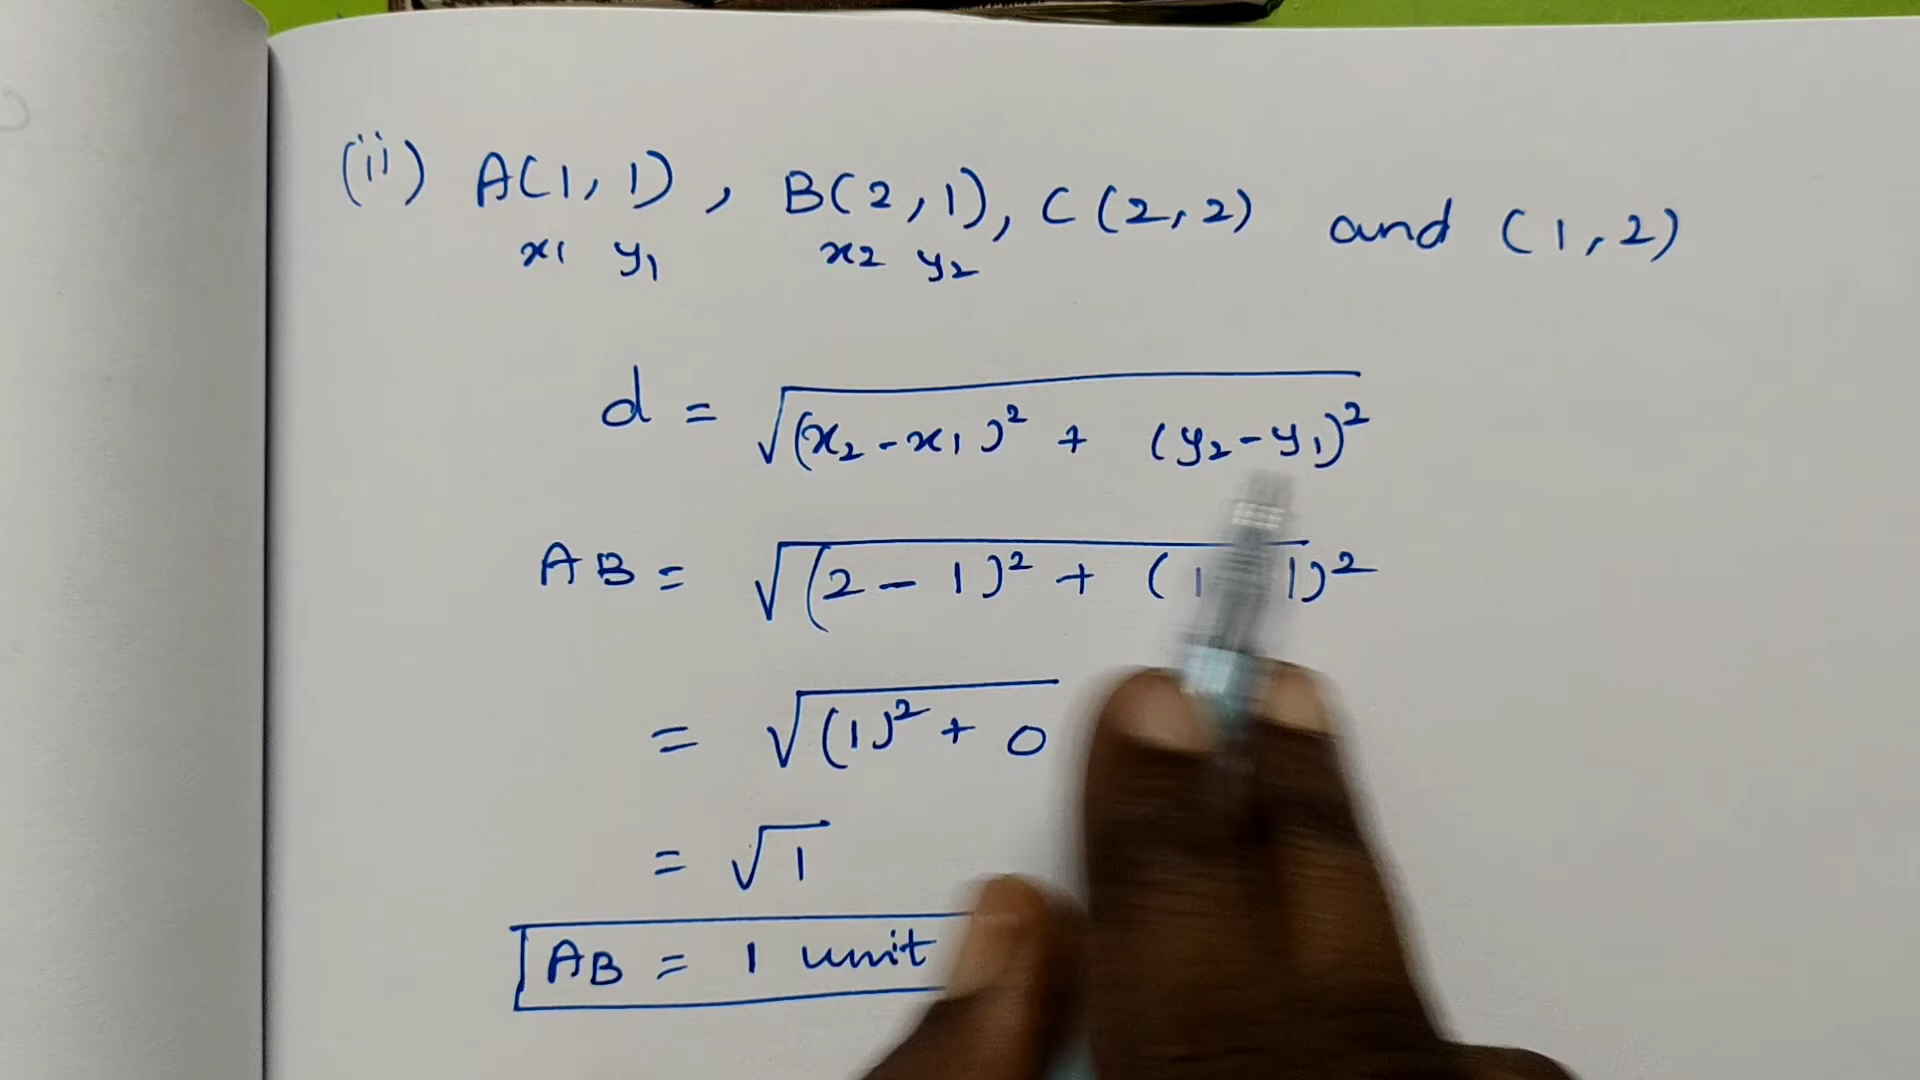 (ii) A(1, 1) , B(2, 1), C(2, 2) and (1, 2)
x1 y1 x2 y2
d = √(x₂ - x₁)² + (y₂ - y₁)²
AB = √(2 - 1)² + (1 1)²
= √(1)² + 0
= √1
AB = 1 unit